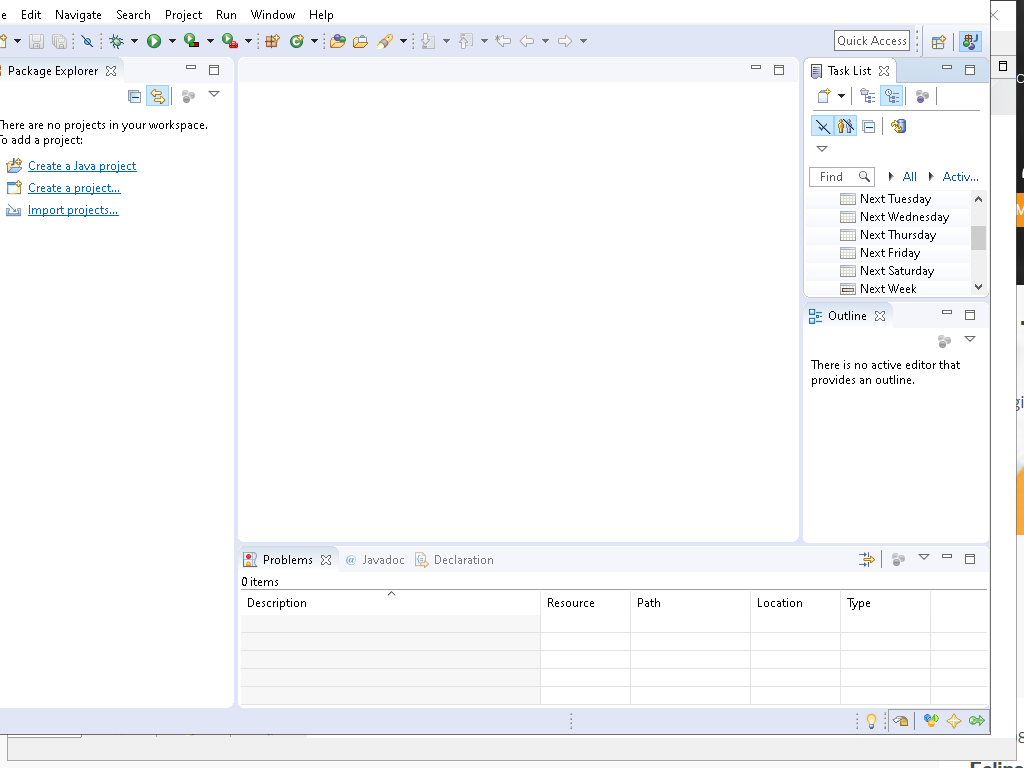 Edit Navigate Search Project Run Window Help
Quick Access
Package Explorer
There are no projects in your workspace.
To add a project:
Create a Java project
Create a project...
Import projects...
Task List
Find All Activ...
Next Tuesday
Next Wednesday
Next Thursday
Next Friday
Next Saturday
Next Week
Outline
There is no active editor that
provides an outline.
Problems @ Javadoc Declaration
0 items
Description Resource Path Location Type